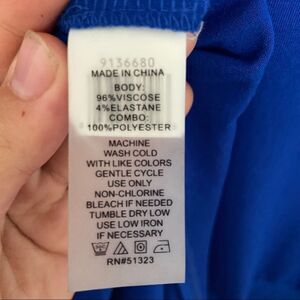 9136680
MADE IN CHINA
BODY:
96%VISCOSE
4%ELASTANE
COMBO:
100%POLYESTER
MACHINE
WASH COLD
WITH LIKE COLORS
GENTLE CYCLE
USE ONLY
NON-CHLORINE
BLEACH IF NEEDED
TUMBLE DRY LOW
USE LOW IRON
IF NECESSARY
RN#51323